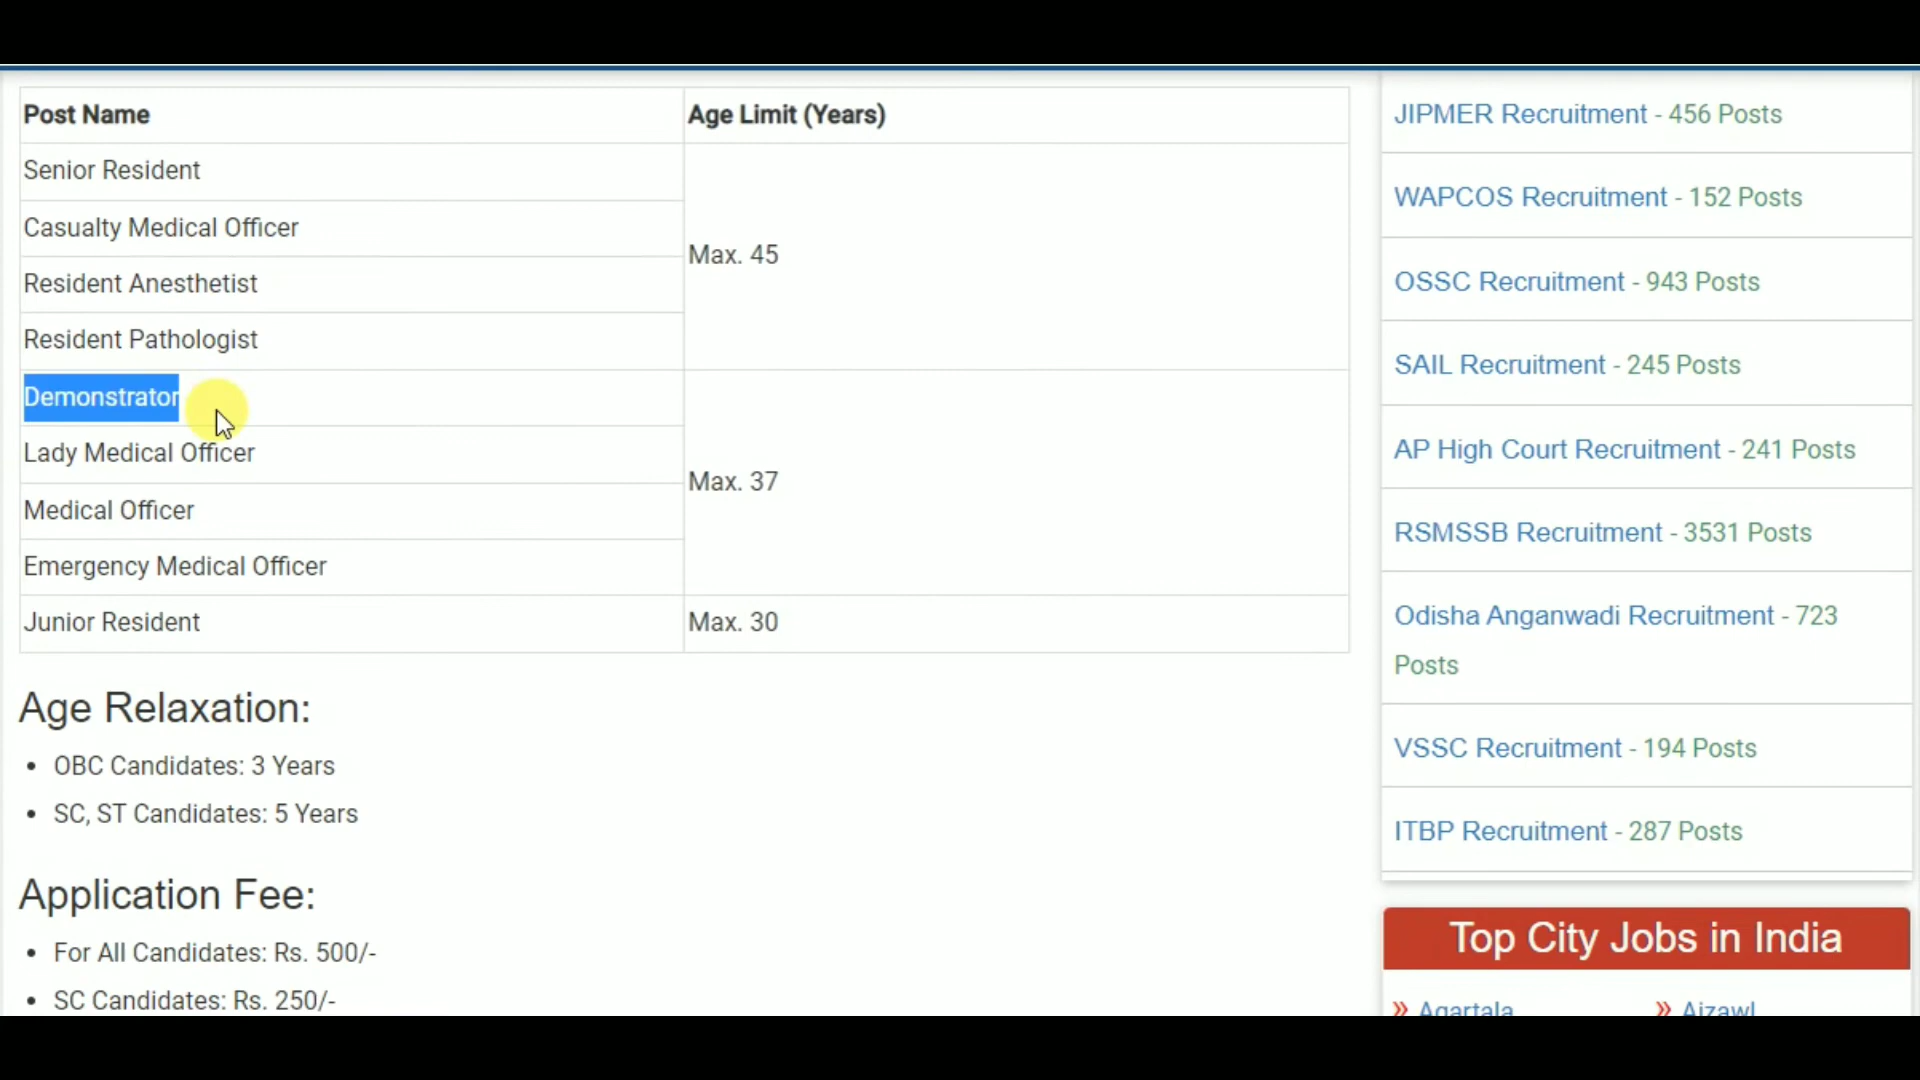 Post Name
Age Limit (Years)
Senior Resident
Casualty Medical Officer
Resident Anesthetist
Resident Pathologist
Max. 45
Demonstrator
Lady Medical Officer
Medical Officer
Emergency Medical Officer
Max. 37
Junior Resident
Max. 30
Age Relaxation:
• OBC Candidates: 3 Years
• SC, ST Candidates: 5 Years
Application Fee:
• For All Candidates: Rs. 500/-
• SC Candidates: Rs. 250/-
JIPMER Recruitment - 456 Posts
WAPCOS Recruitment - 152 Posts
OSSC Recruitment - 943 Posts
SAIL Recruitment - 245 Posts
AP High Court Recruitment - 241 Posts
RSMSSB Recruitment - 3531 Posts
Odisha Anganwadi Recruitment - 723
Posts
VSSC Recruitment - 194 Posts
ITBP Recruitment - 287 Posts
Top City Jobs in India
» Agartala
» Aizawl